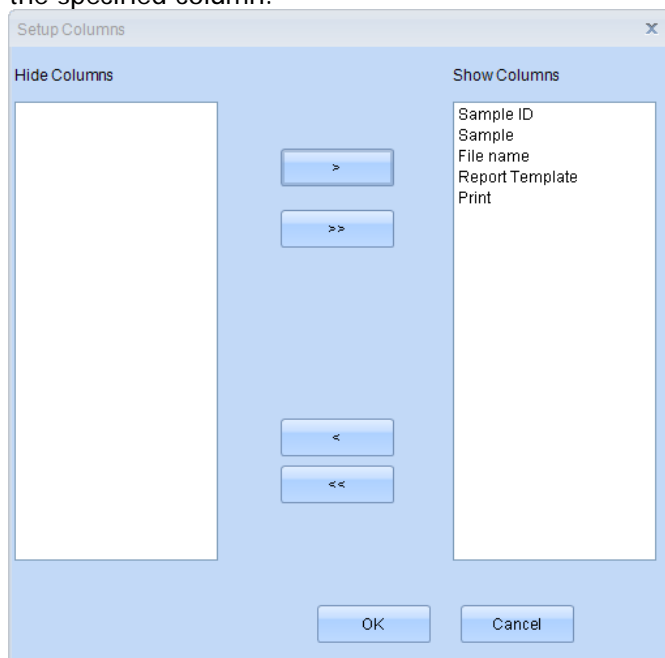 the specified column.
Setup Columns x
Hide Columns
Show Columns
Sample ID
Sample
File name
Report Template
Print
>
>>
<
<<
OK
Cancel